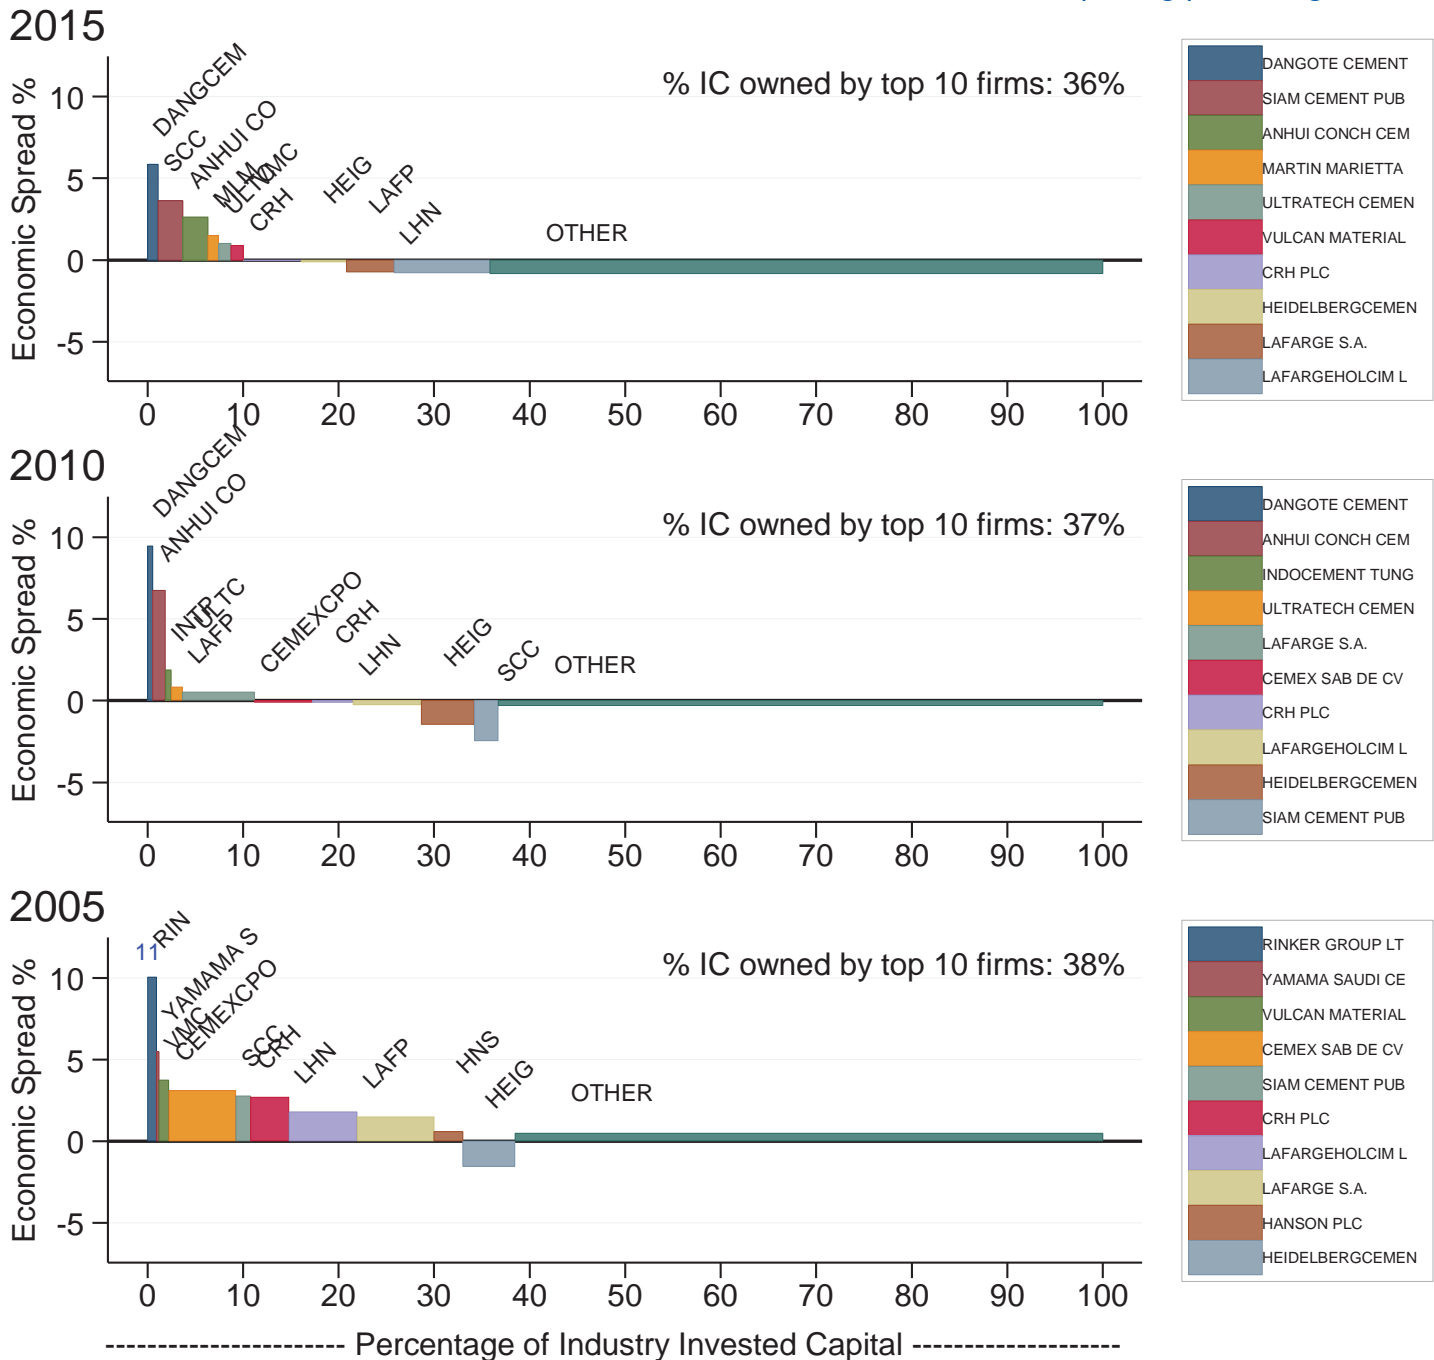 2015
Economic Spread %
10
5
0
-5
% IC owned by top 10 firms: 36%
DANGCEM
SCC
ANHUI CO
MLM
ULTC
VMC
CRH
HEIG
LAFP
LHN
OTHER
0 10 20 30 40 50 60 70 80 90 100
DANGOTE CEMENT
SIAM CEMENT PUB
ANHUI CONCH CEM
MARTIN MARIETTA
ULTRATECH CEMEN
VULCAN MATERIAL
CRH PLC
HEIDELBERGCEMEN
LAFARGE S.A.
LAFARGEHOLCIM L
2010
Economic Spread %
10
5
0
-5
% IC owned by top 10 firms: 37%
DANGCEM
ANHUI CO
INTP
ULTC
LAFP
CEMEXCPO
CRH
LHN
HEIG
SCC
OTHER
0 10 20 30 40 50 60 70 80 90 100
DANGOTE CEMENT
ANHUI CONCH CEM
INDOCEMENT TUNG
ULTRATECH CEMEN
LAFARGE S.A.
CEMEX SAB DE CV
CRH PLC
LAFARGEHOLCIM L
HEIDELBERGCEMEN
SIAM CEMENT PUB
2005
Economic Spread %
10
5
0
-5
% IC owned by top 10 firms: 38%
11
RIN
YAMAMA S
VMC
CEMEXCPO
SCC
CRH
LHN
LAFP
HNS
HEIG
OTHER
0 10 20 30 40 50 60 70 80 90 100
RINKER GROUP LT
YAMAMA SAUDI CE
VULCAN MATERIAL
CEMEX SAB DE CV
SIAM CEMENT PUB
CRH PLC
LAFARGEHOLCIM L
LAFARGE S.A.
HANSON PLC
HEIDELBERGCEMEN
----------------------- Percentage of Industry Invested Capital --------------------